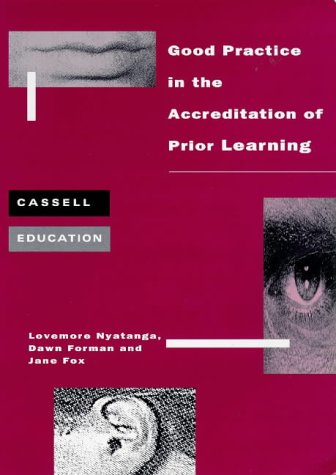 Good Practice
in the
Accreditation of
Prior Learning
CASSELL
EDUCATION
Lovemore Nyatanga,
Dawn Forman and
Jane Fox